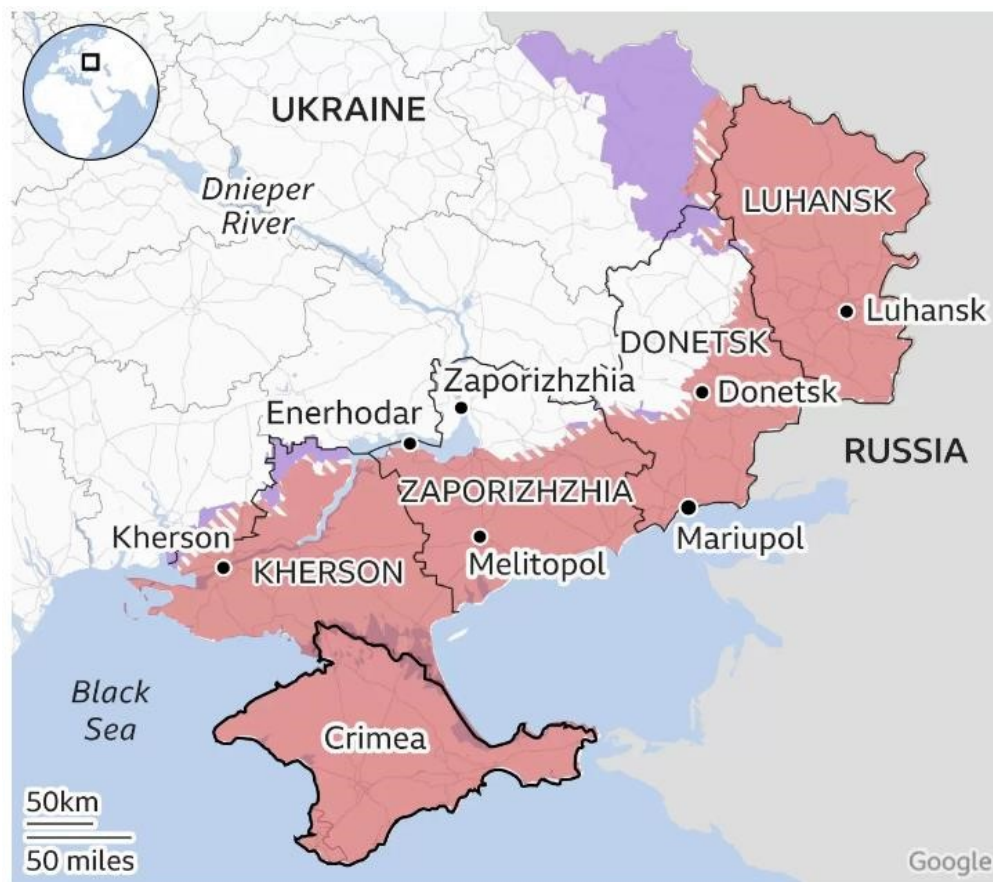 UKRAINE
Dnieper
River
LUHANSK
Luhansk
DONETSK
Zaporizhzhia
Donetsk
Enerhodar
RUSSIA
ZAPORIZHZHIA
Kherson
Mariupol
KHERSON
Melitopol
Black
Sea
Crimea
50km
50 miles
Google